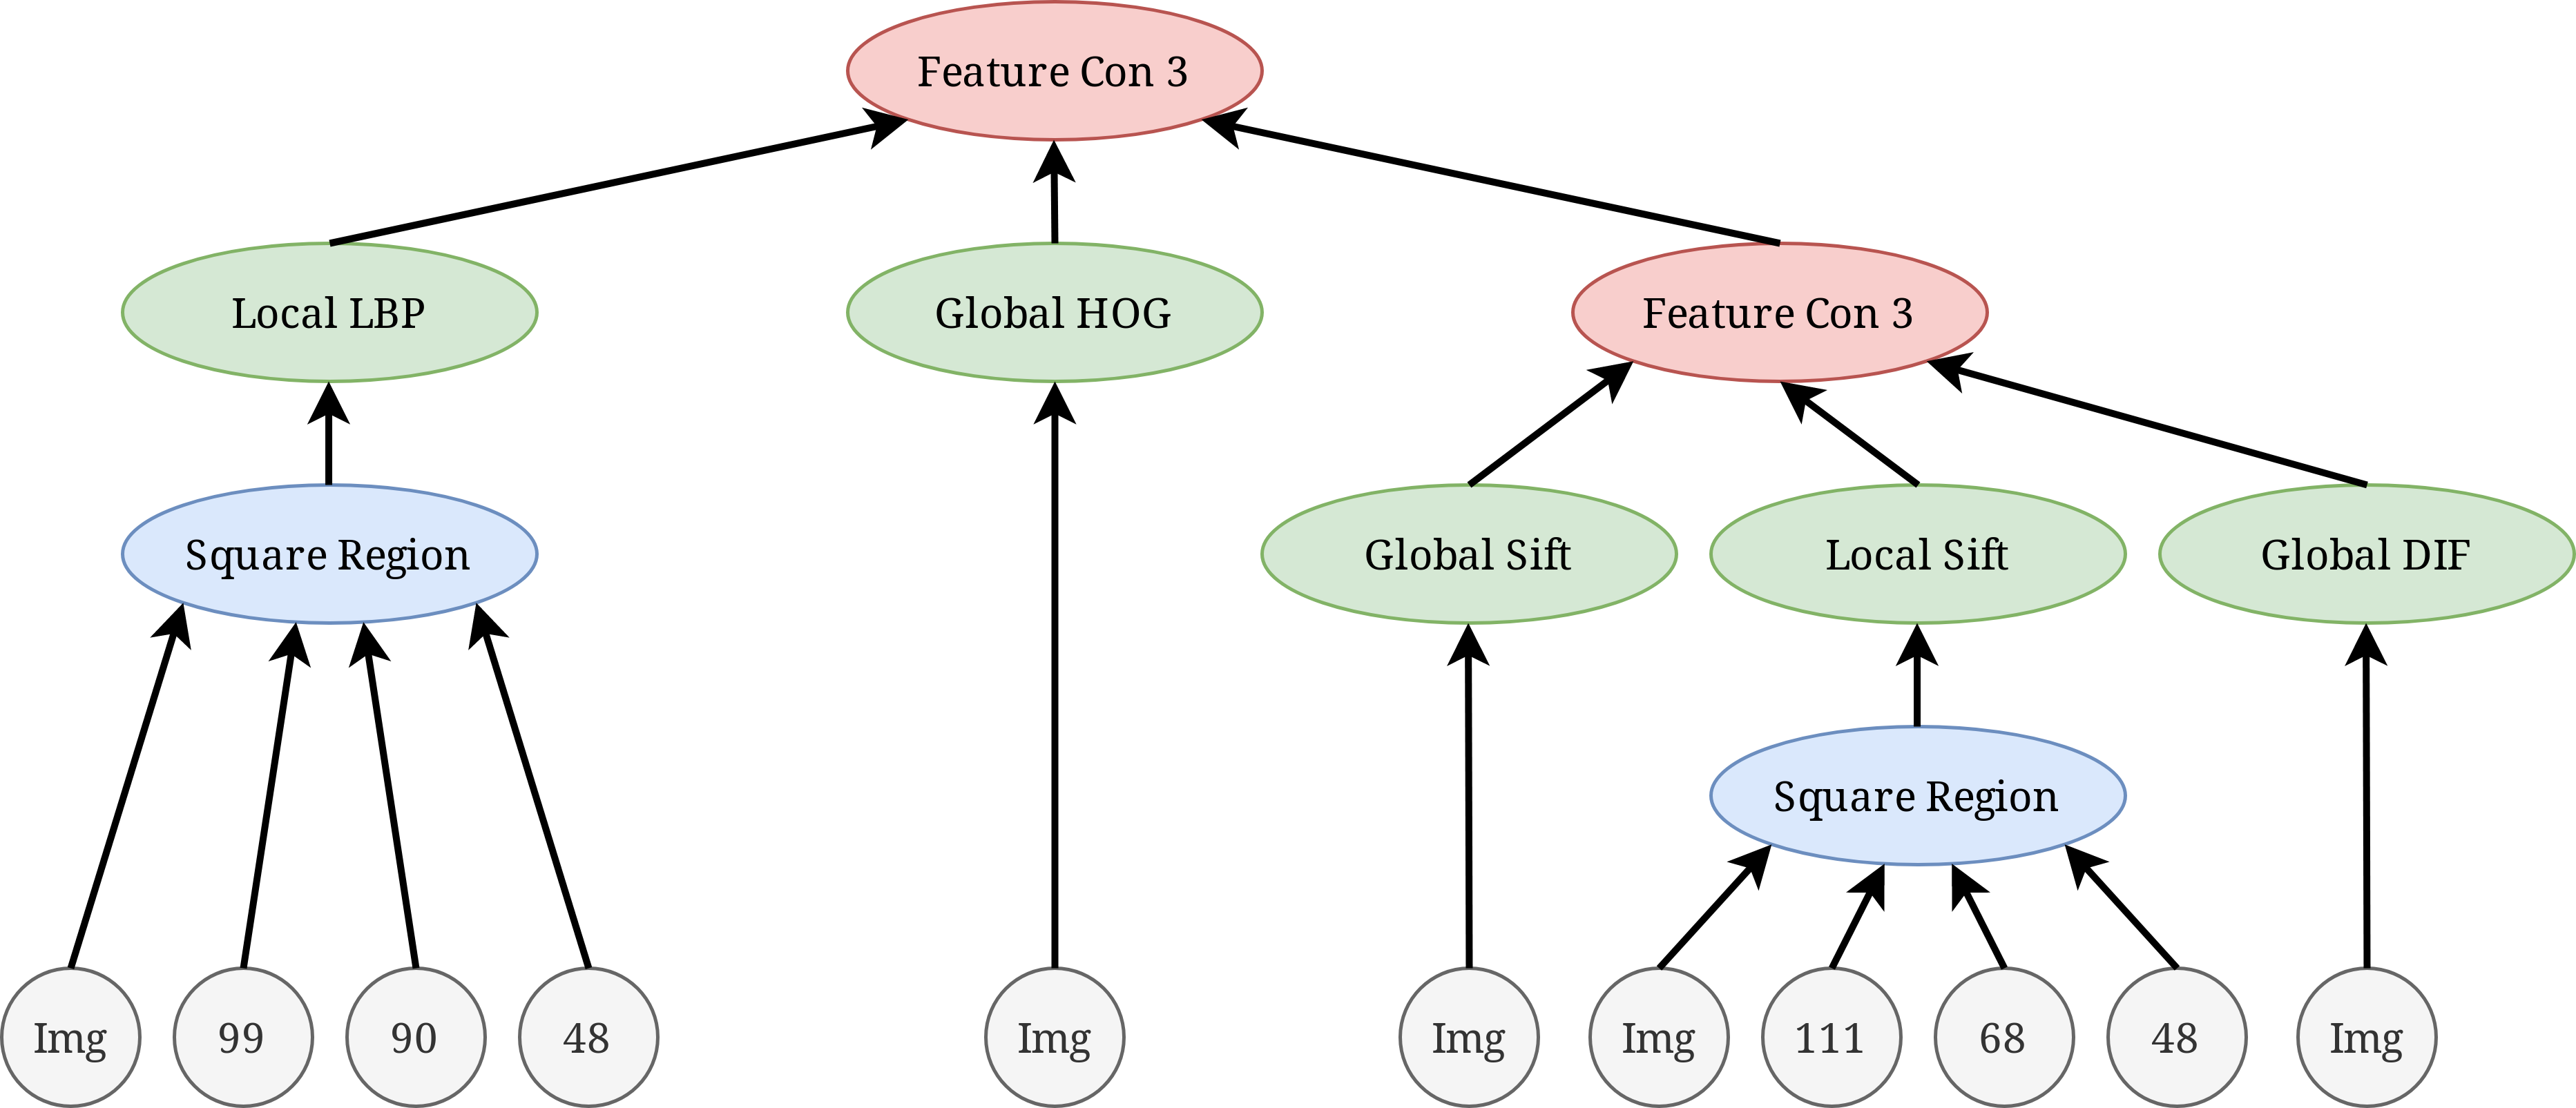 Feature Con 3
Local LBP
Global HOG
Feature Con 3
Square Region
Global Sift
Local Sift
Global DIF
Square Region
Img
99
90
48
Img
Img
Img
111
68
48
Img